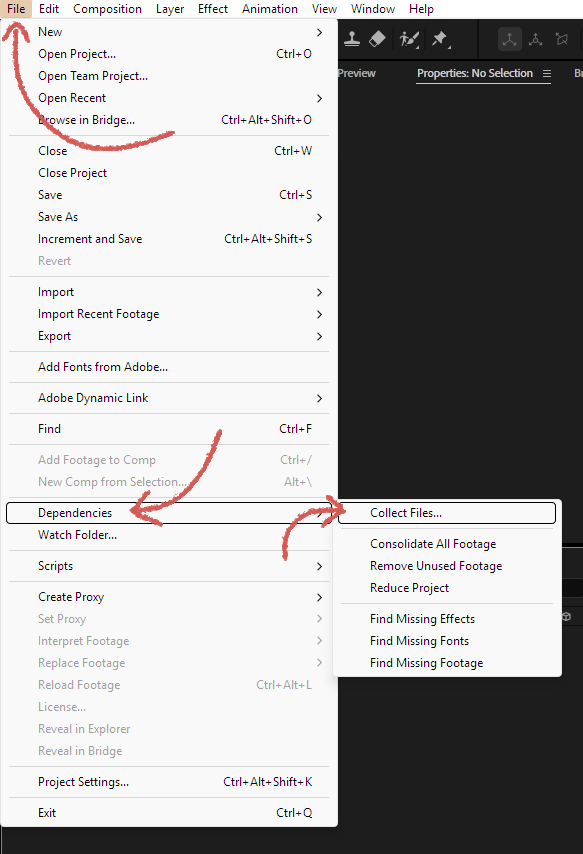 File Edit Composition Layer Effect Animation View Window Help
New
Open Project... Ctrl+O
Open Team Project...
Open Recent
Browse in Bridge... Ctrl+Alt+Shift+O
Close Ctrl+W
Close Project
Save Ctrl+S
Save As
Increment and Save Ctrl+Alt+Shift+S
Revert
Import
Import Recent Footage
Export
Add Fonts from Adobe...
Adobe Dynamic Link
Find Ctrl+F
Add Footage to Comp Ctrl+/
New Comp from Selection... Alt+\
Dependencies
Watch Folder...
Scripts
Create Proxy
Set Proxy
Interpret Footage
Replace Footage
Reload Footage Ctrl+Alt+L
License...
Reveal in Explorer
Reveal in Bridge
Project Settings... Ctrl+Alt+Shift+K
Exit Ctrl+Q
Preview Properties: No Selection
Collect Files...
Consolidate All Footage
Remove Unused Footage
Reduce Project
Find Missing Effects
Find Missing Fonts
Find Missing Footage